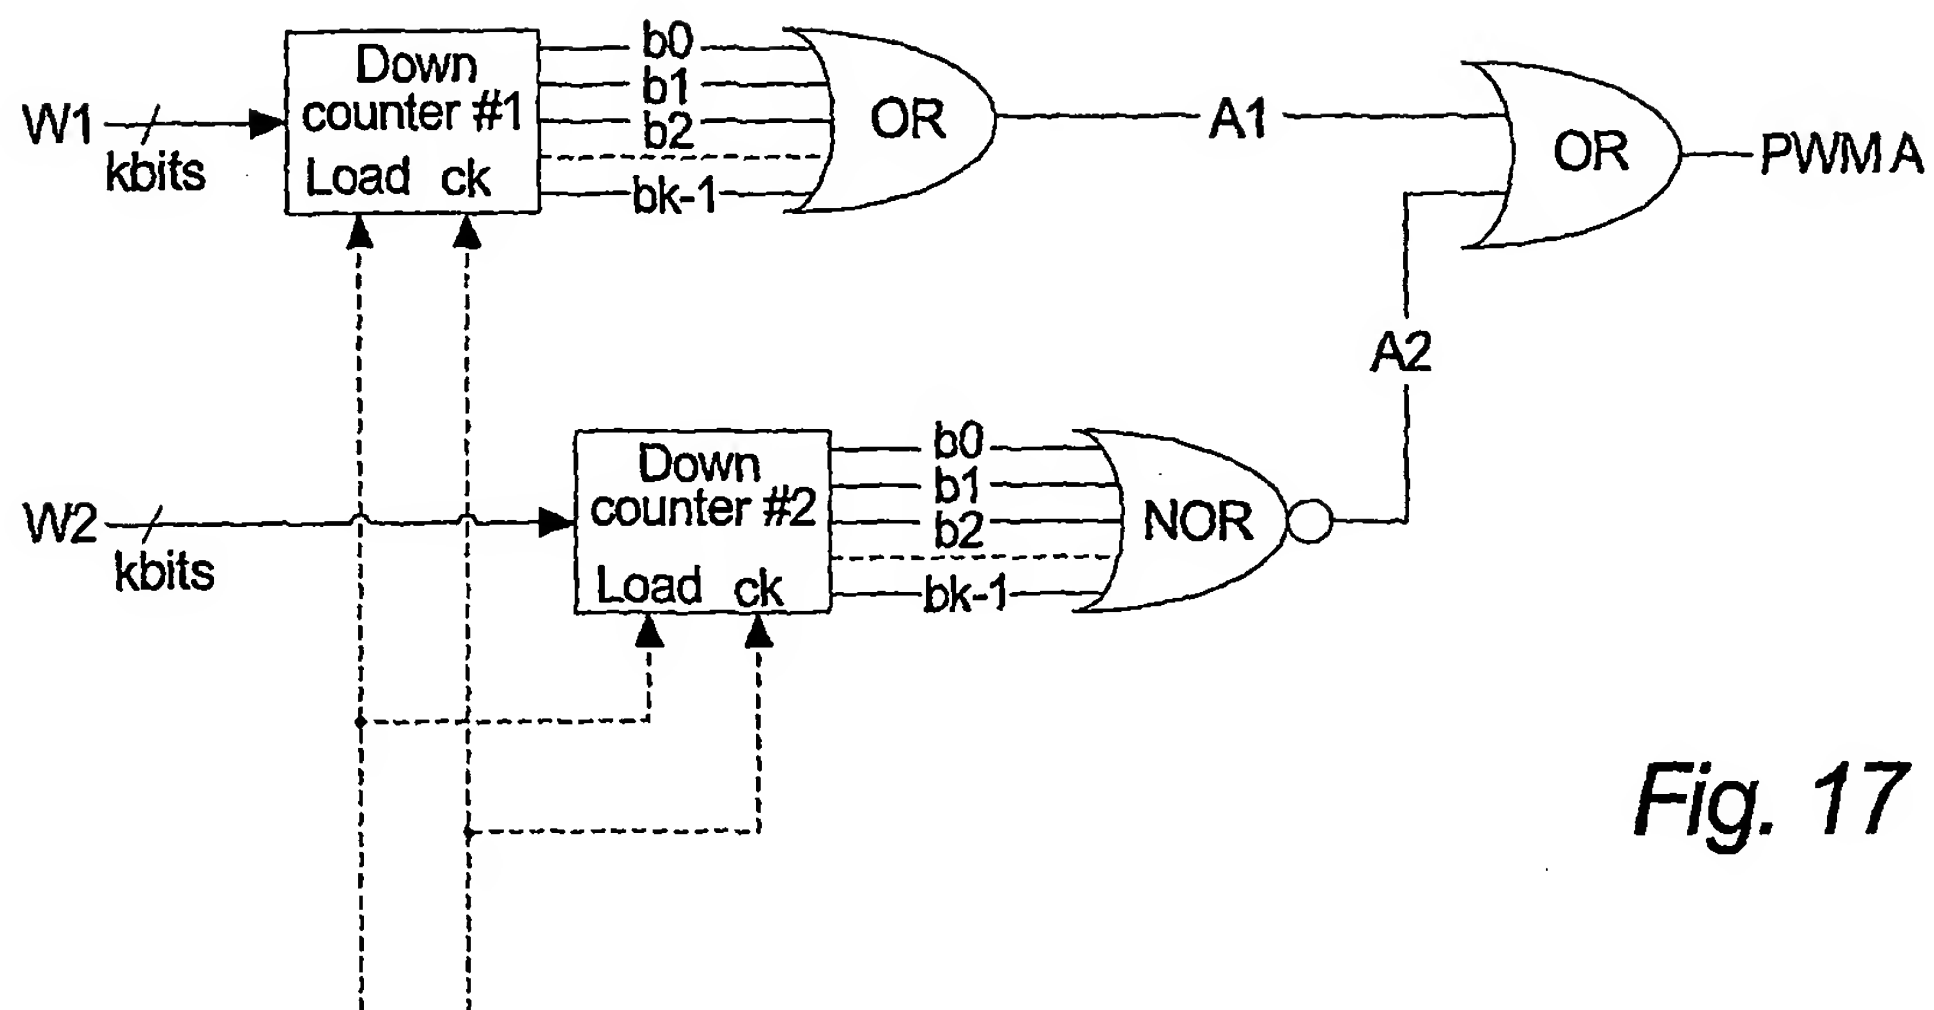 W1
kbits
Down
counter #1
Load ck
b0
b1
b2
bk-1
OR
A1
OR
PWM A
A2
W2
kbits
Down
counter #2
Load ck
b0
b1
b2
bk-1
NOR
Fig. 17